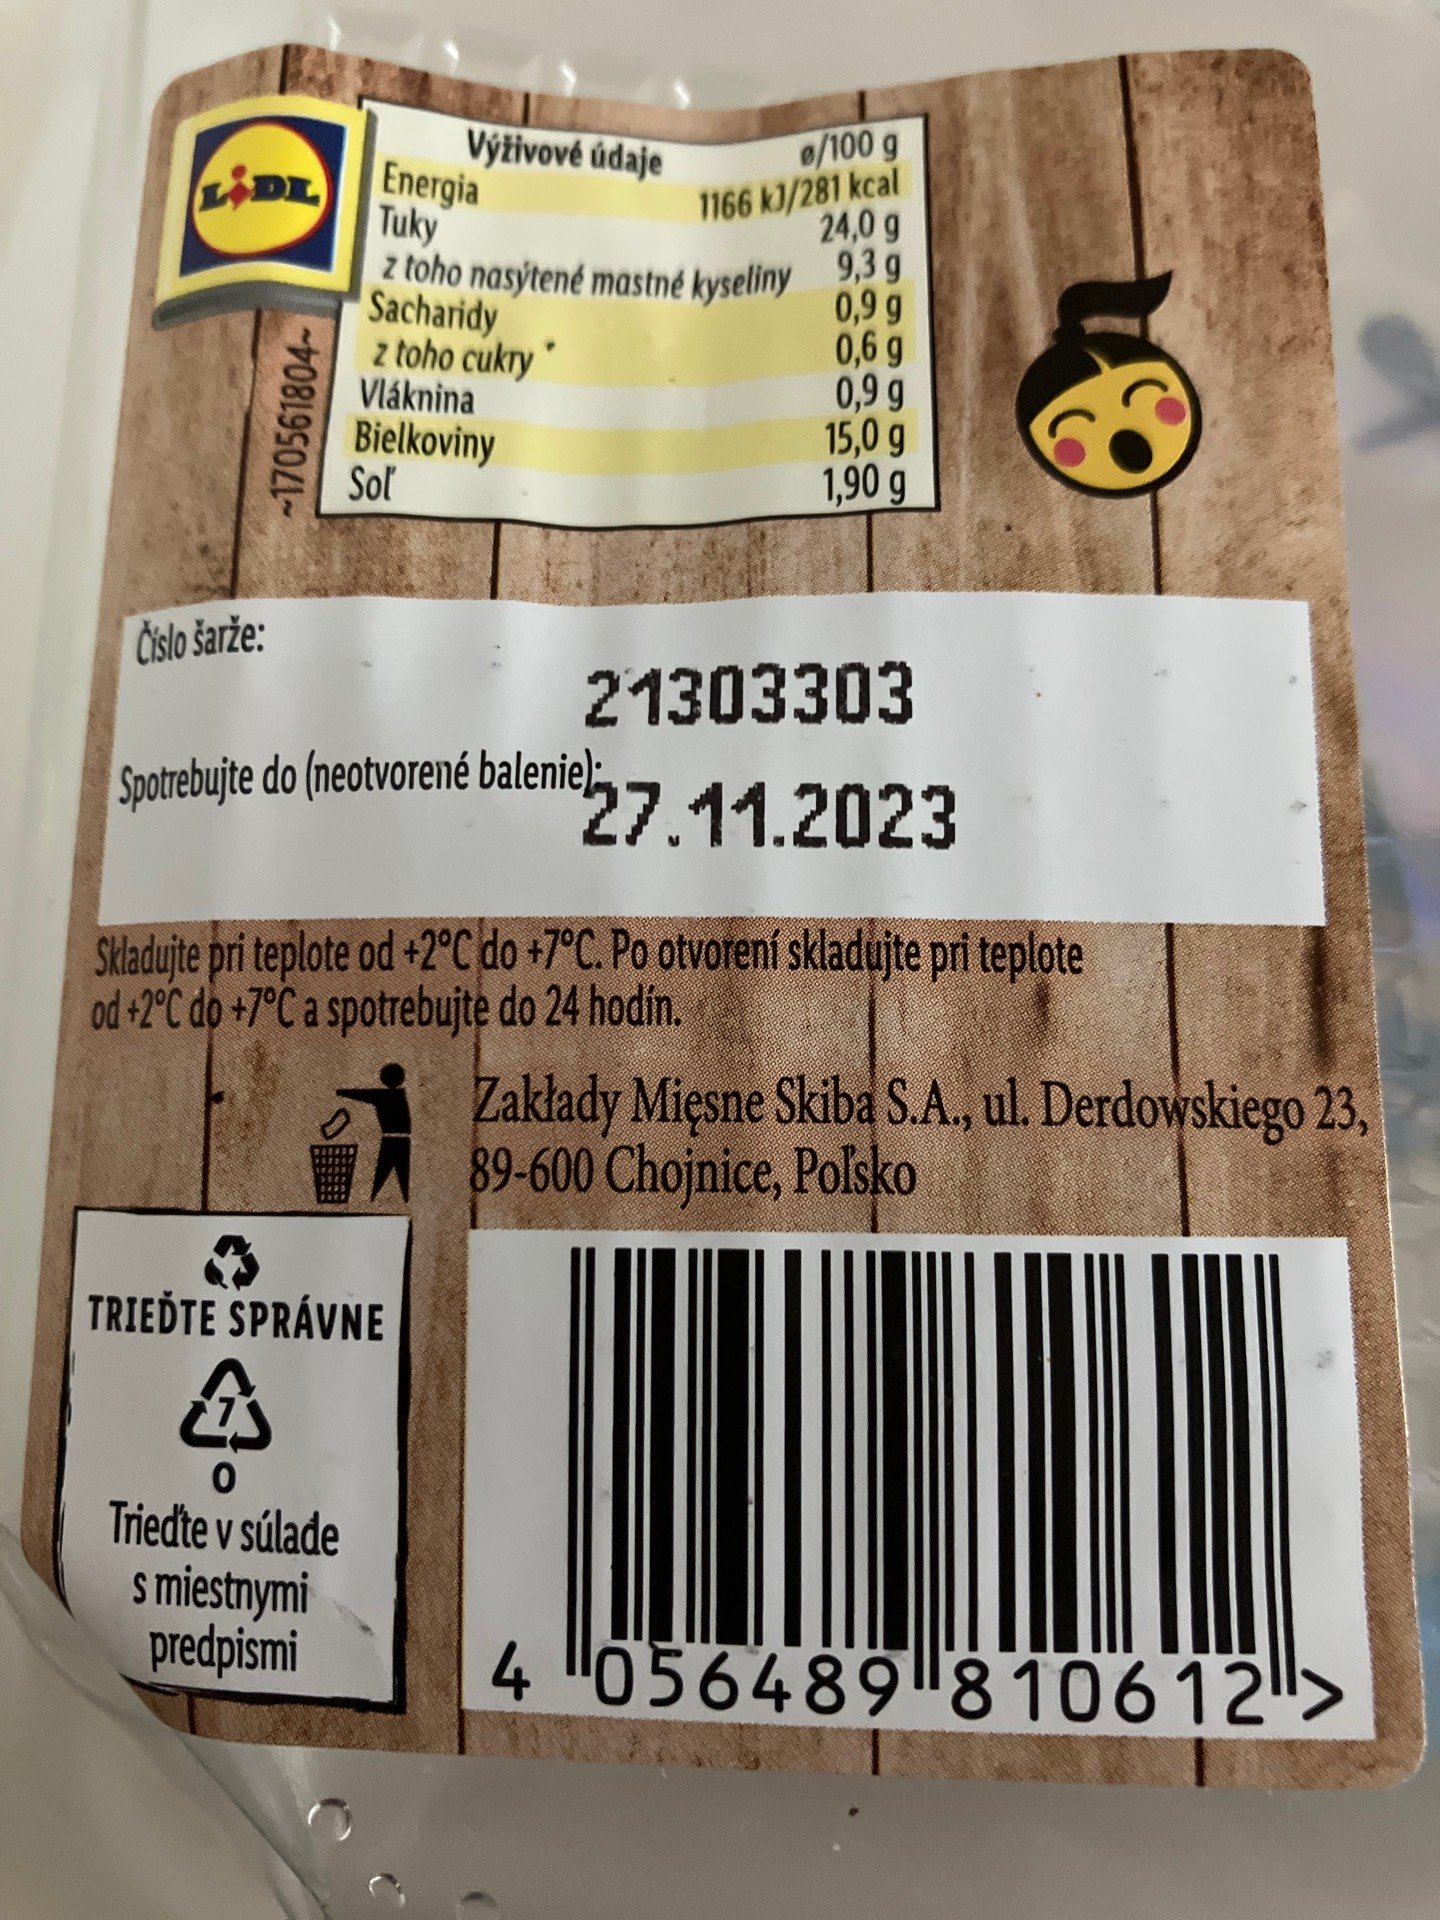 LIDL
Výživové údaje ø/100 g
Energia 1166 kJ/281 kcal
Tuky 24,0 g
z toho nasýtené mastné kyseliny 9,3 g
Sacharidy 0,9 g
z toho cukry 0,6 g
Vláknina 0,9 g
Bielkoviny 15,0 g
Soľ 1,90 g
~170561804~
Číslo šarže:
21303303
Spotrebujte do (neotvorené balenie):
27.11.2023
Skladujte pri teplote od +2°C do +7°C. Po otvorení skladujte pri teplote
od +2°C do +7°C a spotrebujte do 24 hodín.
Zakłady Mięsne Skiba S.A., ul. Derdowskiego 23,
89-600 Chojnice, Poľsko
TRIEĎTE SPRÁVNE
7
O
Trieďte v súlade
s miestnymi
predpismi
4 056489 810612 >